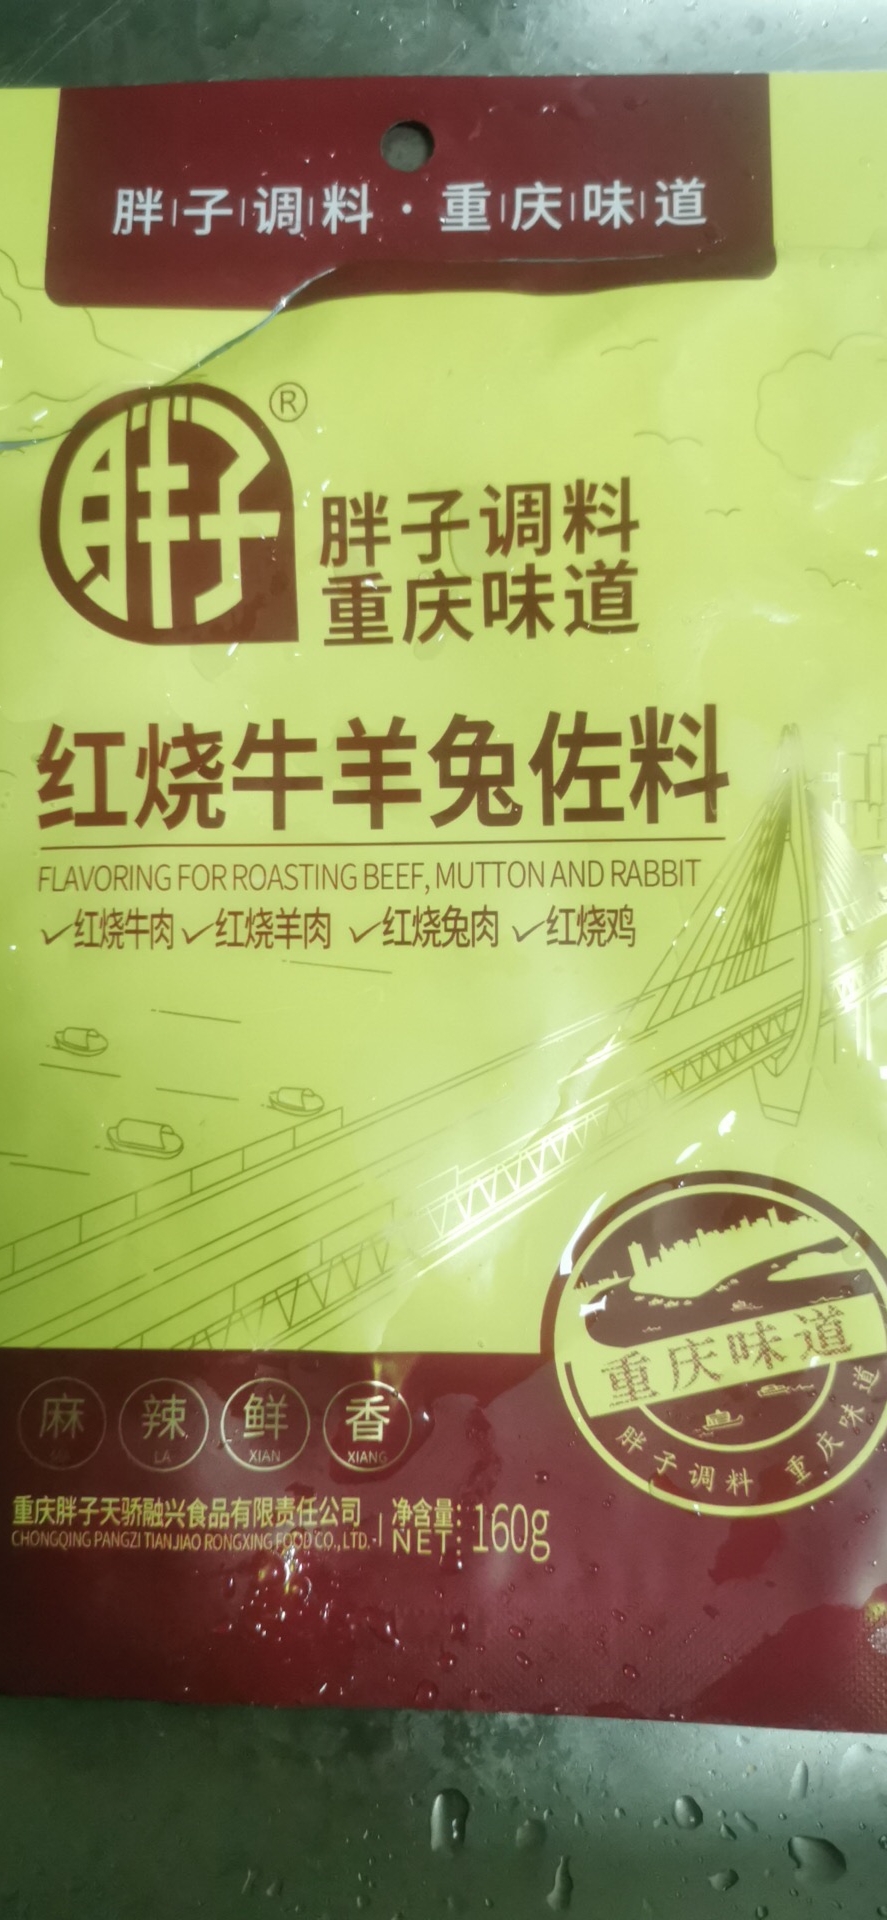 胖子调料·重庆味道
胖子
®
胖子调料
重庆味道
红烧牛羊兔佐料
FLAVORING FOR ROASTING BEEF, MUTTON AND RABBIT
✓红烧牛肉 ✓红烧羊肉 ✓红烧兔肉 ✓红烧鸡
重庆味道
胖子调料 重庆味道
麻 辣 鲜 香
MA LA XIAN XIANG
重庆胖子天骄融兴食品有限责任公司
CHONGQING PANGZI TIANJIAO RONGXING FOOD CO., LTD.
净含量:
NET: 160g